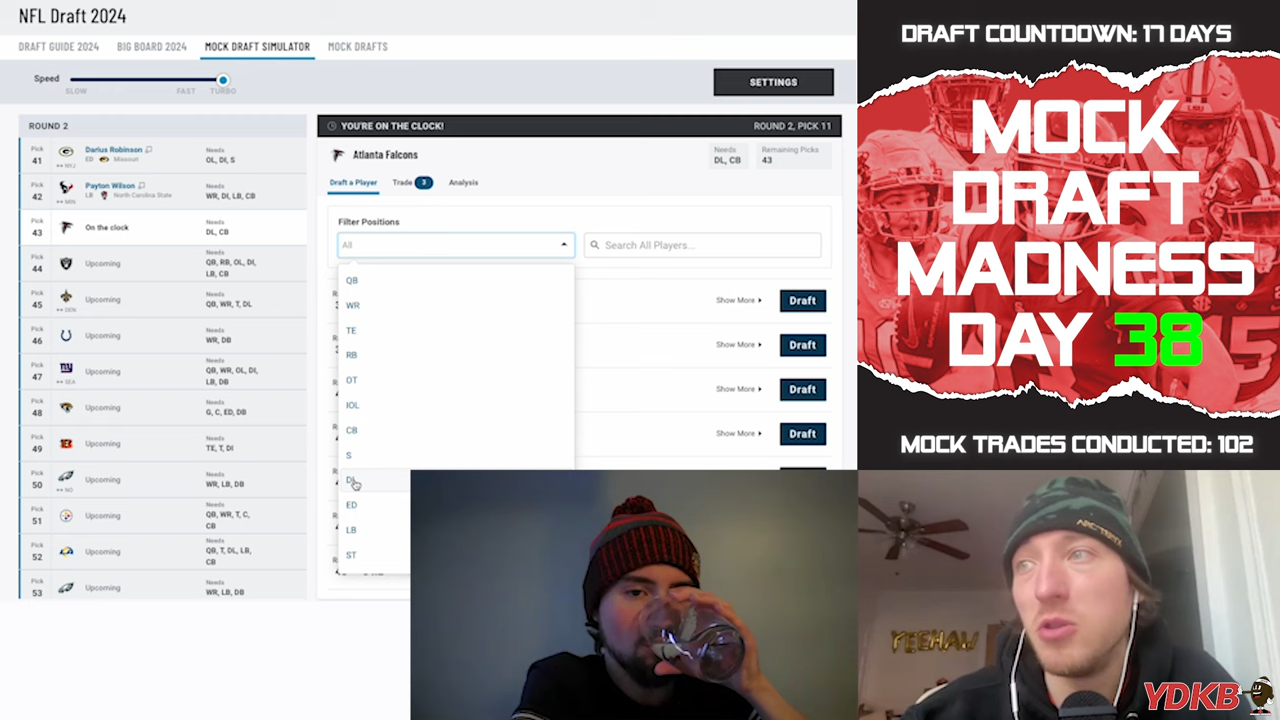 NFL Draft 2024
DRAFT GUIDE 2024 BIG BOARD 2024 MOCK DRAFT SIMULATOR MOCK DRAFTS
Speed
SLOW FAST TURBO
SETTINGS
ROUND 2
Pick 41 Darius Robinson Needs
ED Missouri OL, DI, S
Pick 42 Payton Wilson Needs
LB North Carolina State WR, DI, LB, CB
Pick 43 On the clock Needs
DL, CB
Pick 44 Upcoming Needs
QB, RB, OL, DI,
LB, CB
Pick 45 Upcoming Needs
QB, WR, T, DL
Pick 46 Upcoming Needs
WR, DB
Pick 47 Upcoming Needs
QB, WR, OL, DI,
LB, DB
Pick 48 Upcoming Needs
G, C, ED, DB
Pick 49 Upcoming Needs
TE, T, DI
Pick 50 Upcoming Needs
WR, LB, DB
Pick 51 Upcoming Needs
QB, WR, T, C,
CB
Pick 52 Upcoming Needs
QB, T, DL, LB,
CB
Pick 53 Upcoming Needs
WR, LB, DB
YOU'RE ON THE CLOCK! ROUND 2, PICK 11
Atlanta Falcons
Needs
DL, CB
Remaining Picks
43
Draft a Player Trade 3 Analysis
Filter Positions
All
Search All Players...
QB
WR
TE
RB
OT
IOL
CB
S
ED
LB
ST
Show More Draft
Show More Draft
Show More Draft
Show More Draft
DRAFT COUNTDOWN: 17 DAYS
MOCK
DRAFT
MADNESS
DAY 38
MOCK TRADES CONDUCTED: 102
ARC'TERYX
YEEHAW
YDKB